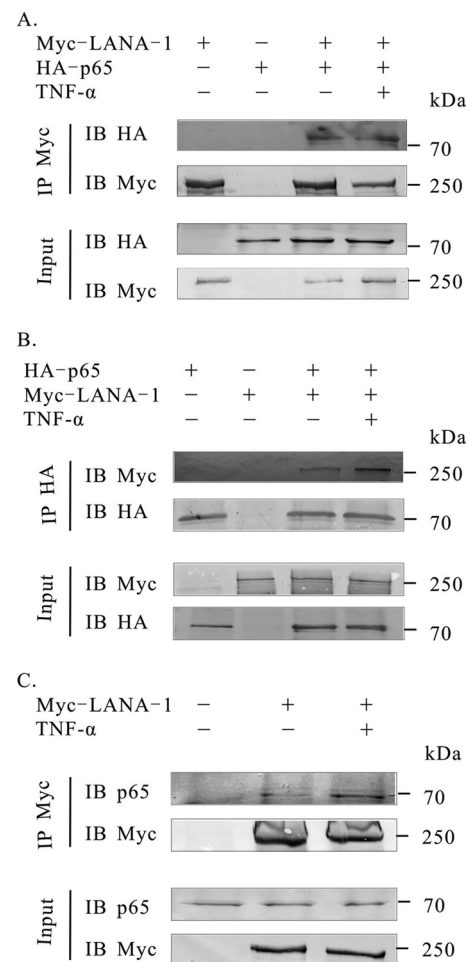 A.
Myc-LANA-1 + − + +
HA-p65 − + + +
TNF-α − − − +
kDa
IP Myc
IB HA 70
IB Myc 250
Input
IB HA 70
IB Myc 250
B.
HA-p65 + − + +
Myc-LANA-1 − + + +
TNF-α − − − +
kDa
IP HA
IB Myc 250
IB HA 70
Input
IB Myc 250
IB HA 70
C.
Myc-LANA-1 − + +
TNF-α − − +
kDa
IP Myc
IB p65 70
IB Myc 250
Input
IB p65 70
IB Myc 250